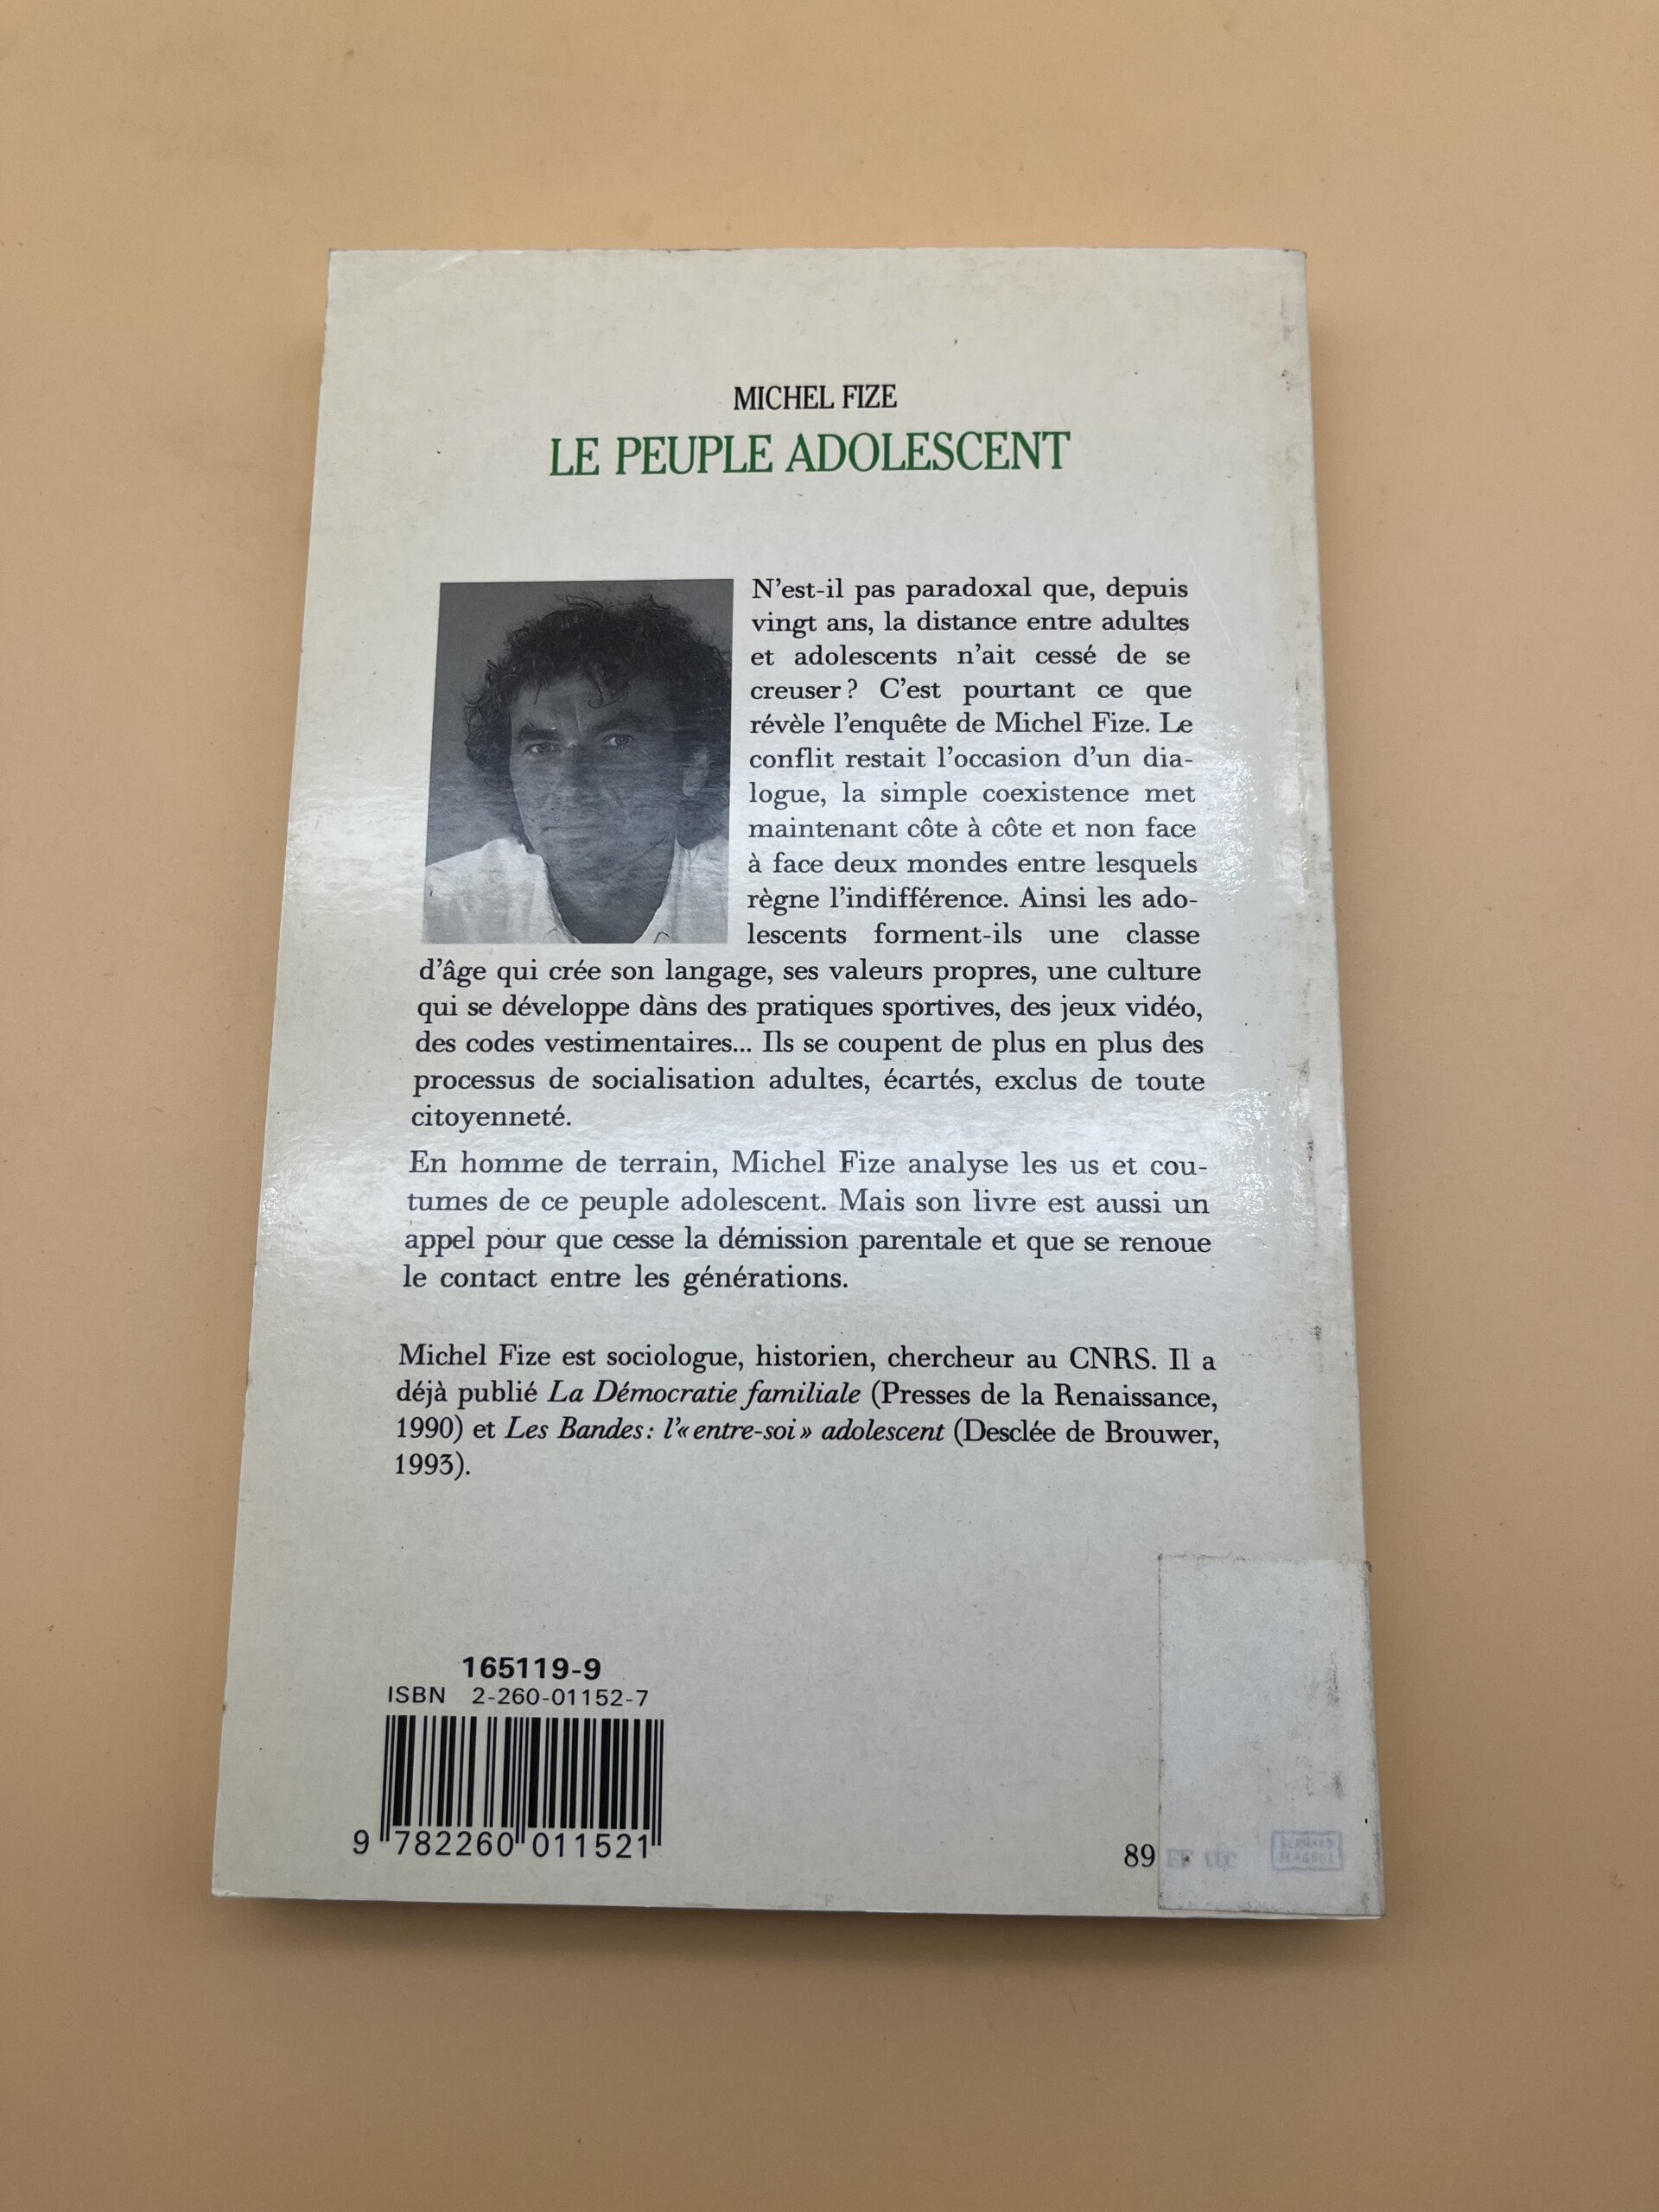 MICHEL FIZE
LE PEUPLE ADOLESCENT
N'est-il pas paradoxal que, depuis
vingt ans, la distance entre adultes
et adolescents n'ait cessé de se
creuser ? C'est pourtant ce que
révèle l'enquête de Michel Fize. Le
conflit restait l'occasion d'un dia-
logue, la simple coexistence met
maintenant côte à côte et non face
à face deux mondes entre lesquels
règne l'indifférence. Ainsi les ado-
lescents forment-ils une classe
d'âge qui crée son langage, ses valeurs propres, une culture
qui se développe dans des pratiques sportives, des jeux vidéo,
des codes vestimentaires... Ils se coupent de plus en plus des
processus de socialisation adultes, écartés, exclus de toute
citoyenneté.
En homme de terrain, Michel Fize analyse les us et cou-
tumes de ce peuple adolescent. Mais son livre est aussi un
appel pour que cesse la démission parentale et que se renoue
le contact entre les générations.
Michel Fize est sociologue, historien, chercheur au CNRS. Il a
déjà publié La Démocratie familiale (Presses de la Renaissance,
1990) et Les Bandes : l'« entre-soi » adolescent (Desclée de Brouwer,
1993).
165119-9
ISBN 2-260-01152-7
9 782260 011521
89 FF ttc